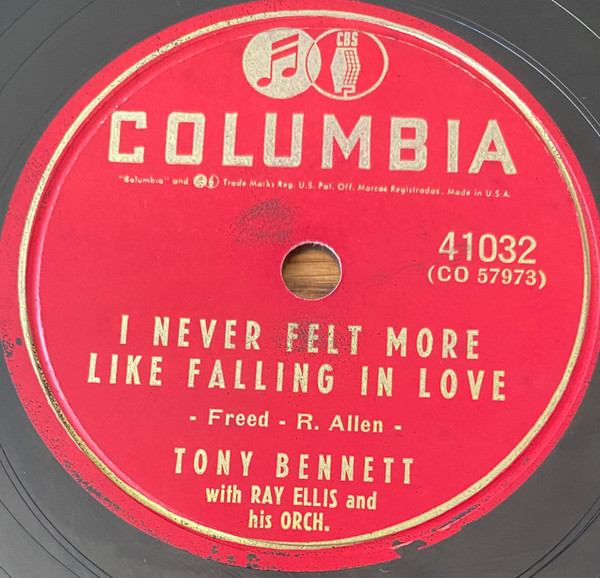 CBS
COLUMBIA
"Columbia" and Trade Marks Reg. U.S. Pat. Off. Marcas Registradas. Made in U.S.A.
41032
(CO 57973)
I NEVER FELT MORE
LIKE FALLING IN LOVE
- Freed - R. Allen -
TONY BENNETT
with RAY ELLIS and
his ORCH.